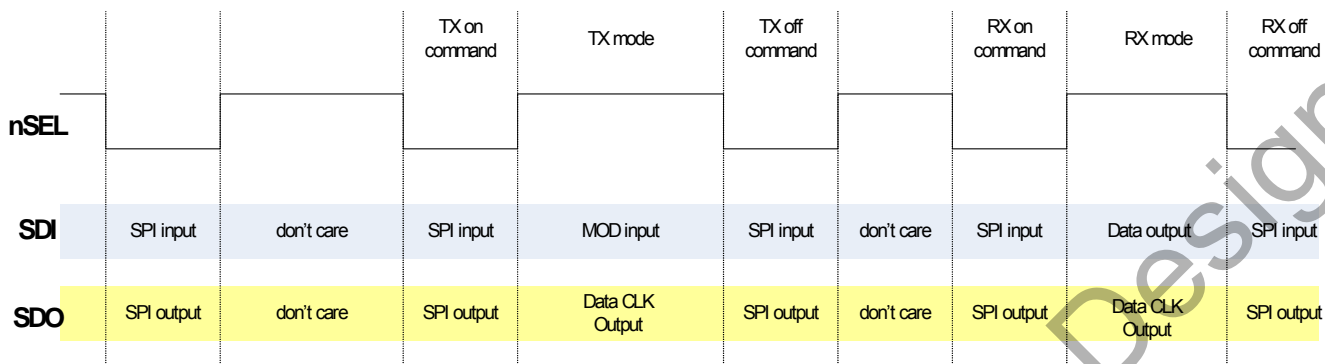 TX on
command
TX mode
TX off
command
RX on
command
RX mode
RX off
command
nSEL
SDI
SPI input
don't care
SPI input
MOD input
SPI input
don't care
SPI input
Data output
SPI input
SDO
SPI output
don't care
SPI output
Data CLK
Output
SPI output
don't care
SPI output
Data CLK
Output
SPI output
Design